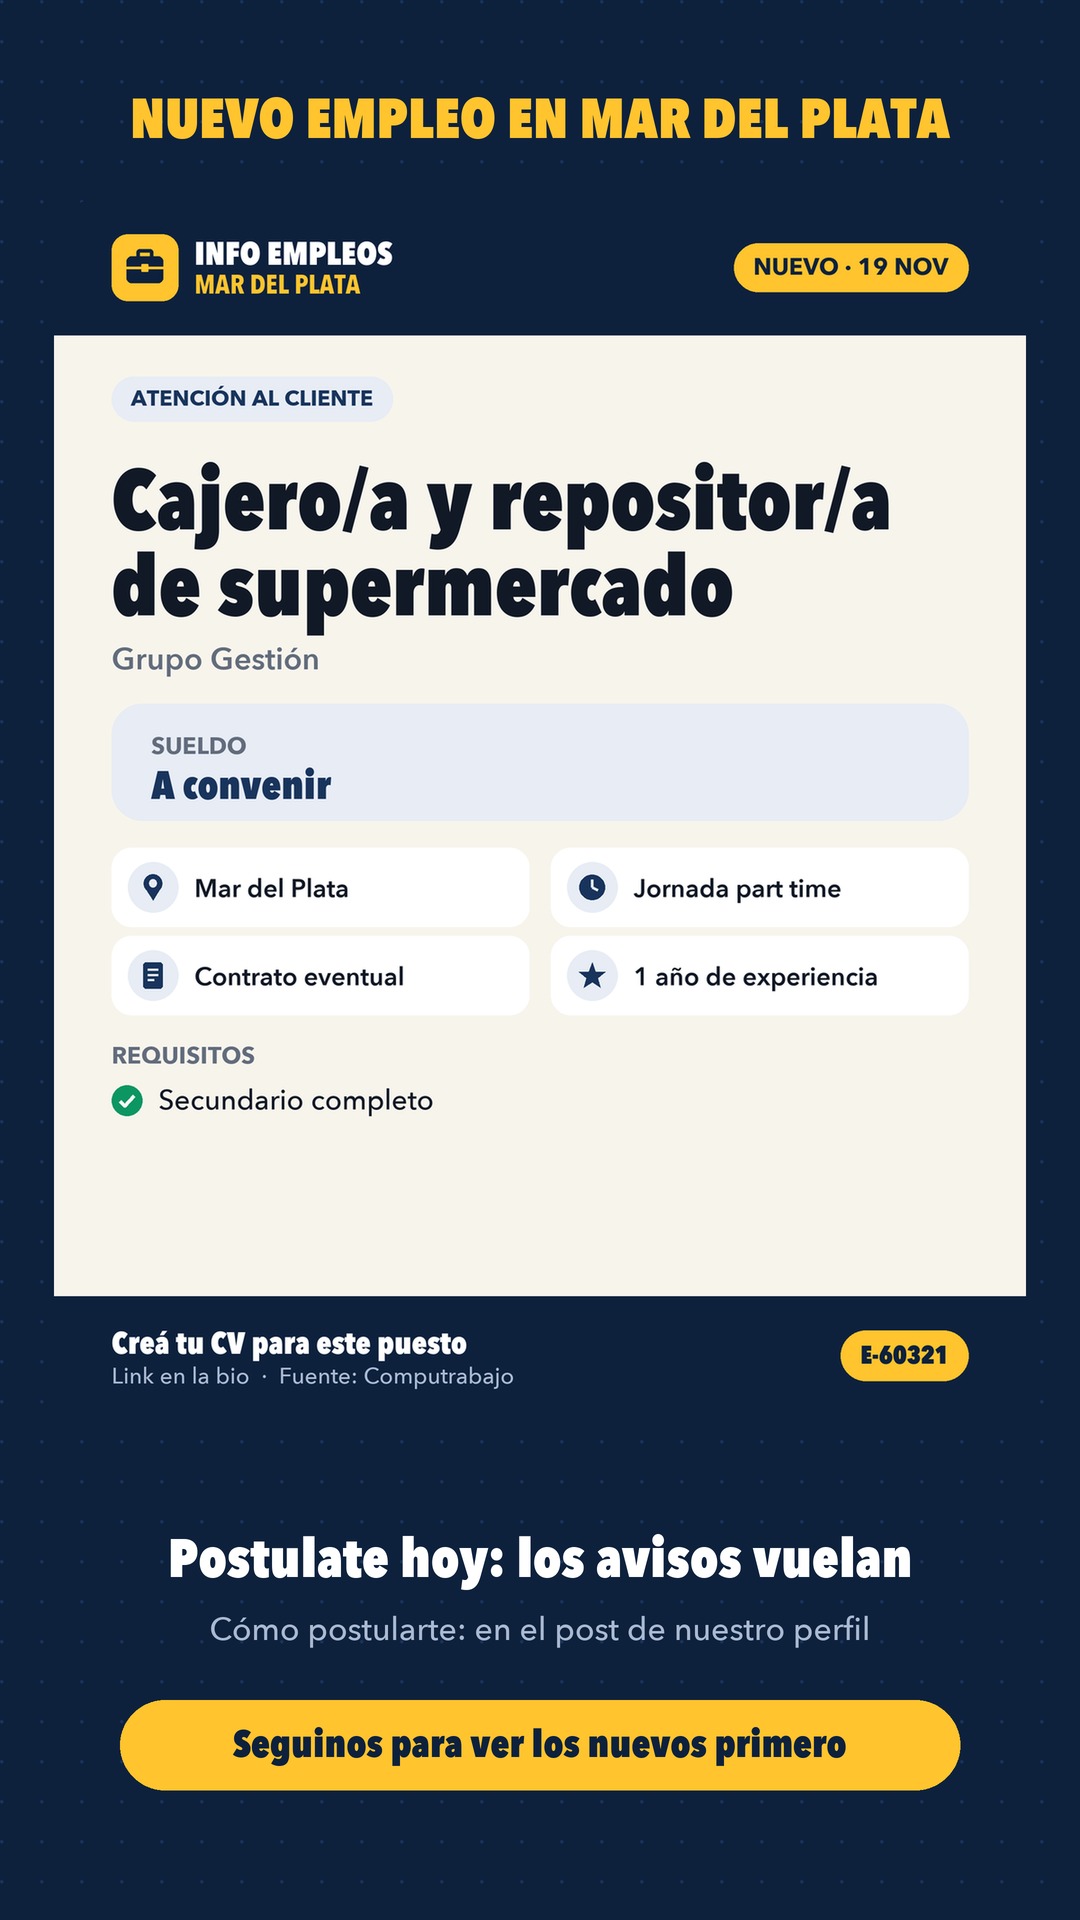 NUEVO EMPLEO EN MAR DEL PLATA
INFO EMPLEOS
MAR DEL PLATA
NUEVO · 19 NOV
ATENCIÓN AL CLIENTE
Cajero/a y repositor/a
de supermercado
Grupo Gestión
SUELDO
A convenir
Mar del Plata
Jornada part time
Contrato eventual
1 año de experiencia
REQUISITOS
Secundario completo
Creá tu CV para este puesto
Link en la bio · Fuente: Computrabajo
E-60321
Postulate hoy: los avisos vuelan
Cómo postularte: en el post de nuestro perfil
Seguinos para ver los nuevos primero